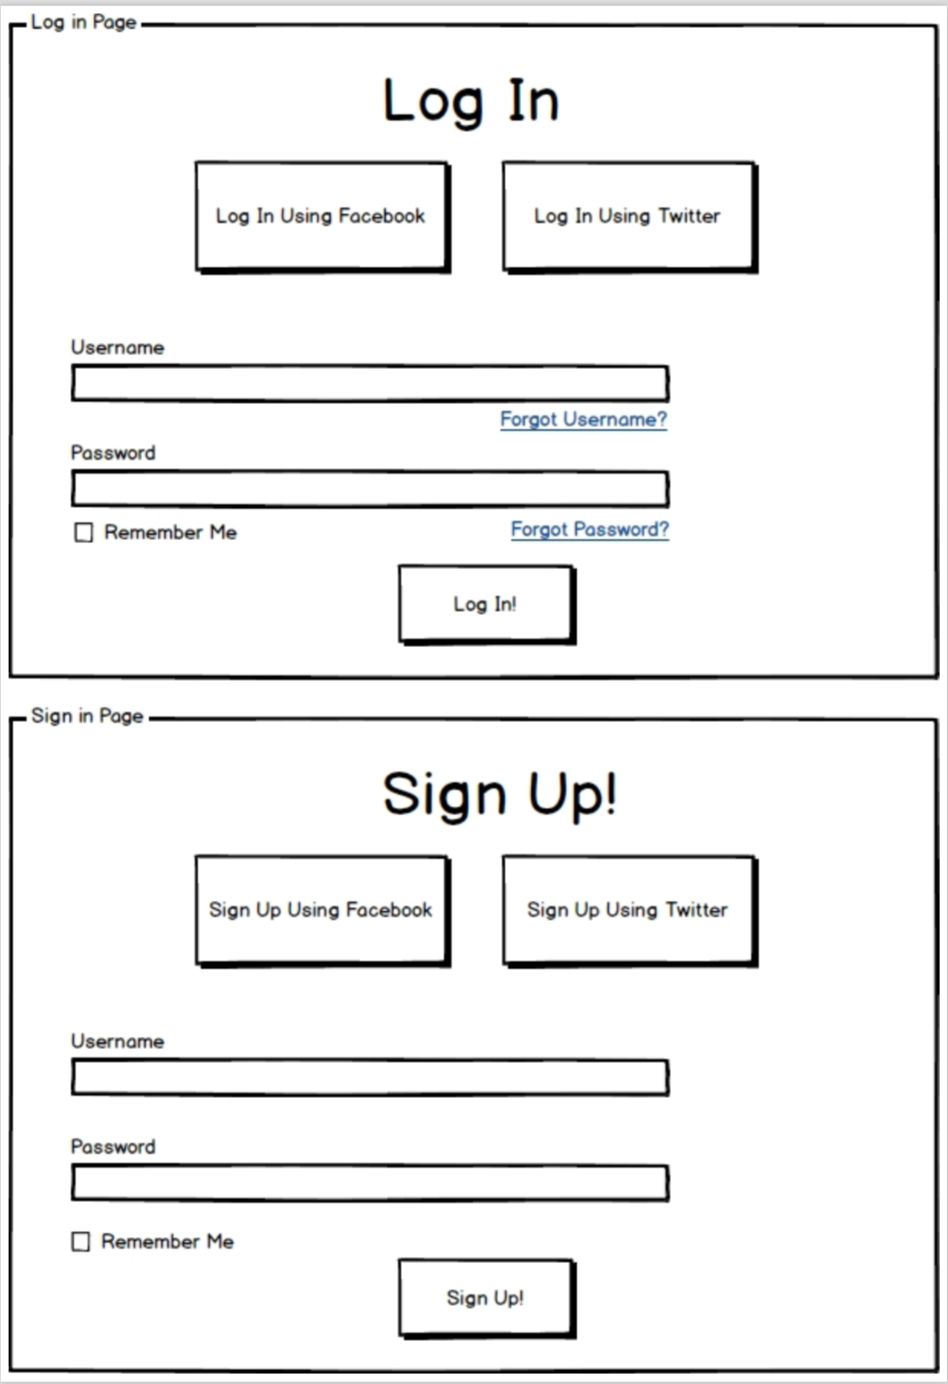 Log in Page
Log In
Log In Using Facebook
Log In Using Twitter
Username
Forgot Username?
Password
Remember Me
Forgot Password?
Log In!
Sign in Page
Sign Up!
Sign Up Using Facebook
Sign Up Using Twitter
Username
Password
Remember Me
Sign Up!